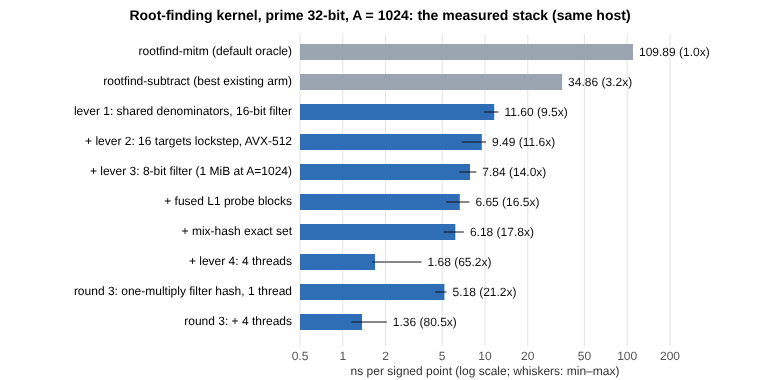 Root-finding kernel, prime 32-bit, A = 1024: the measured stack (same host)
rootfind-mitm (default oracle) 109.89 (1.0x)
rootfind-subtract (best existing arm) 34.86 (3.2x)
lever 1: shared denominators, 16-bit filter 11.60 (9.5x)
+ lever 2: 16 targets lockstep, AVX-512 9.49 (11.6x)
+ lever 3: 8-bit filter (1 MiB at A=1024) 7.84 (14.0x)
+ fused L1 probe blocks 6.65 (16.5x)
+ mix-hash exact set 6.18 (17.8x)
+ lever 4: 4 threads 1.68 (65.2x)
round 3: one-multiply filter hash, 1 thread 5.18 (21.2x)
round 3: + 4 threads 1.36 (80.5x)
0.5 1 2 5 10 20 50 100 200
ns per signed point (log scale; whiskers: min–max)